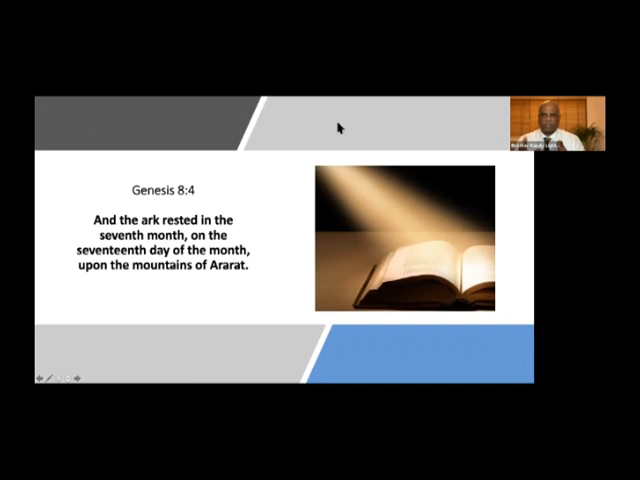 Genesis 8:4
And the ark rested in the
seventh month, on the
seventeenth day of the month,
upon the mountains of Ararat.